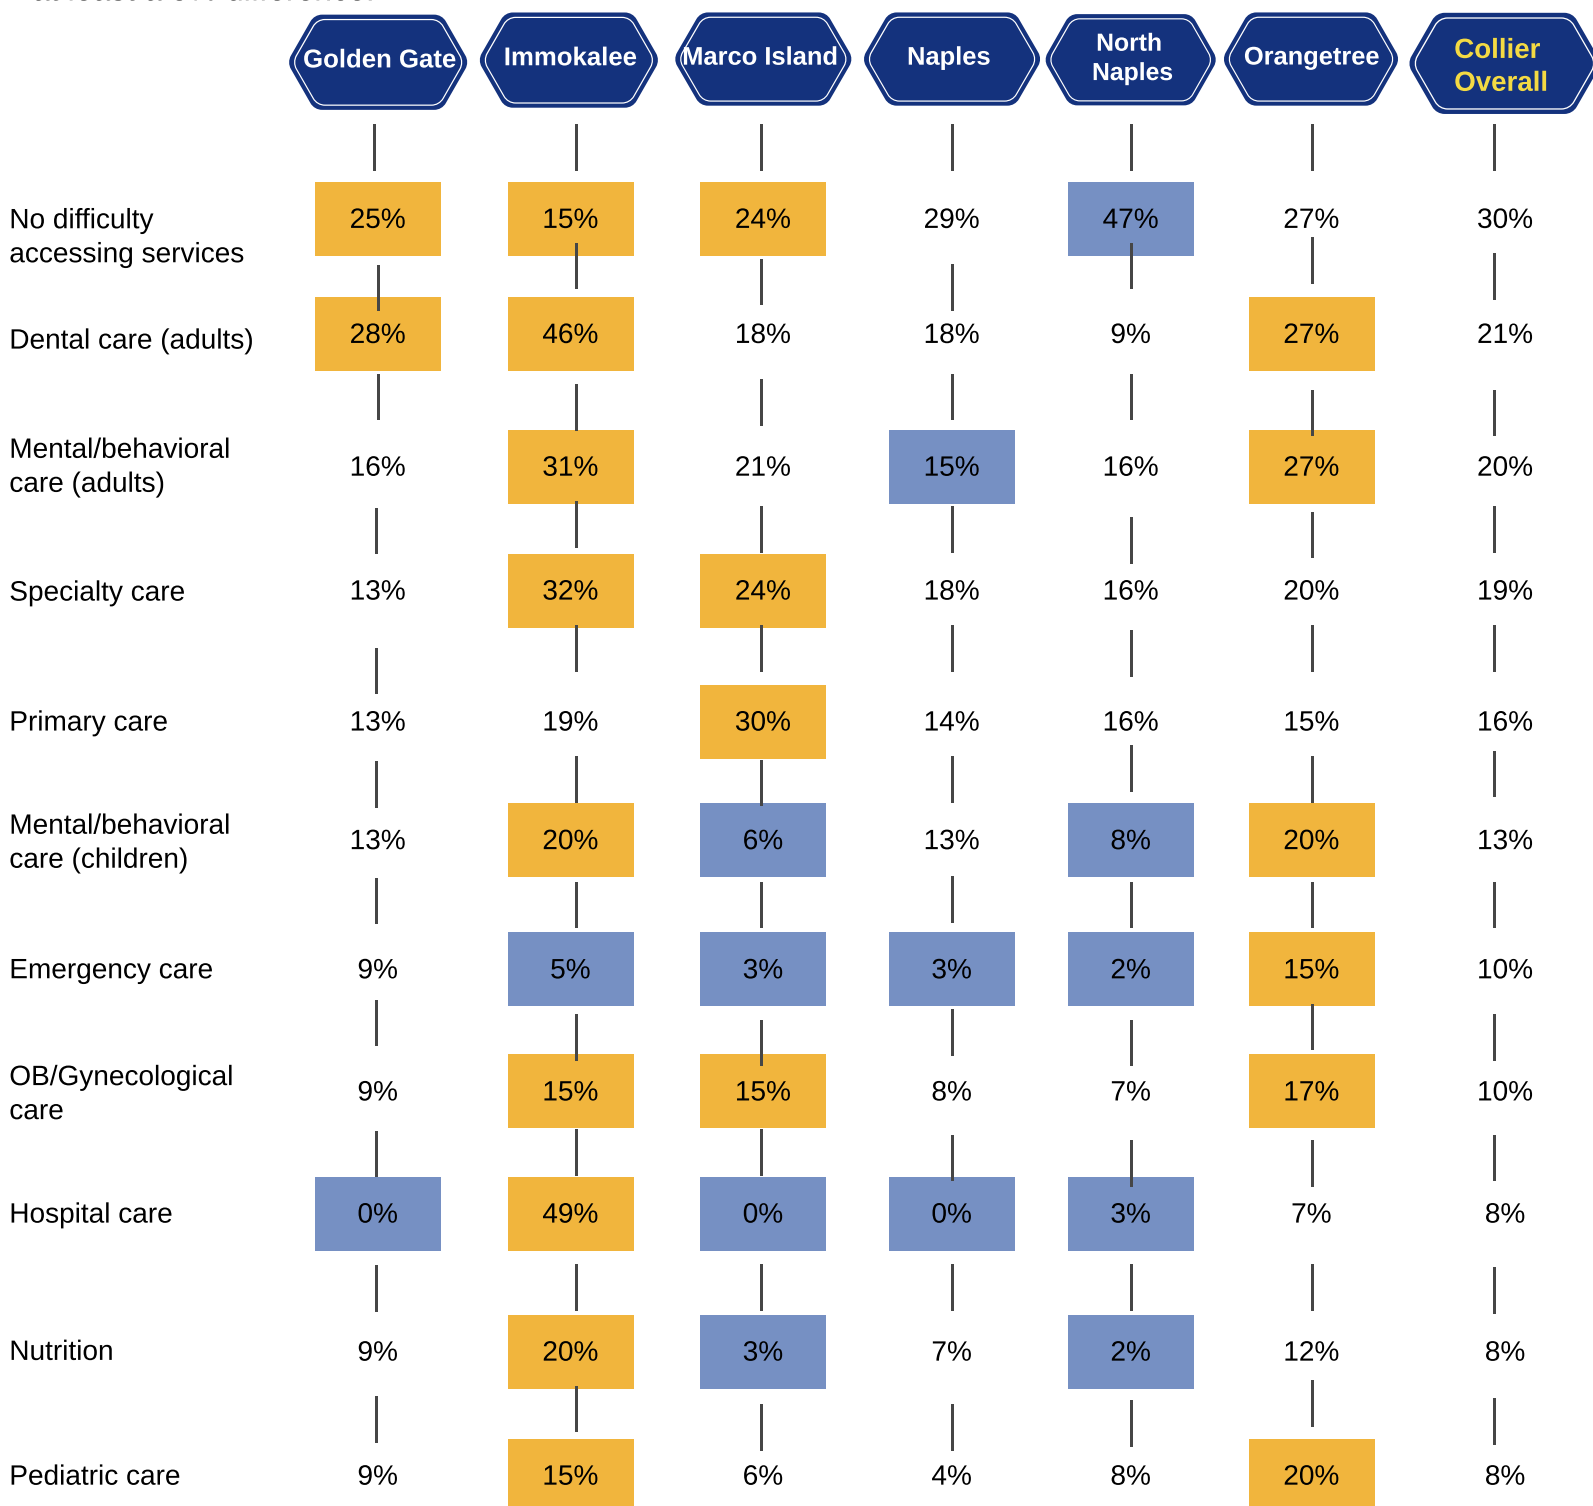 Golden Gate Immokalee Marco Island Naples North Naples Orangetree Collier Overall
No difficulty accessing services 25% 15% 24% 29% 47% 27% 30%
Dental care (adults) 28% 46% 18% 18% 9% 27% 21%
Mental/behavioral care (adults) 16% 31% 21% 15% 16% 27% 20%
Specialty care 13% 32% 24% 18% 16% 20% 19%
Primary care 13% 19% 30% 14% 16% 15% 16%
Mental/behavioral care (children) 13% 20% 6% 13% 8% 20% 13%
Emergency care 9% 5% 3% 3% 2% 15% 10%
OB/Gynecological care 9% 15% 15% 8% 7% 17% 10%
Hospital care 0% 49% 0% 0% 3% 7% 8%
Nutrition 9% 20% 3% 7% 2% 12% 8%
Pediatric care 9% 15% 6% 4% 8% 20% 8%